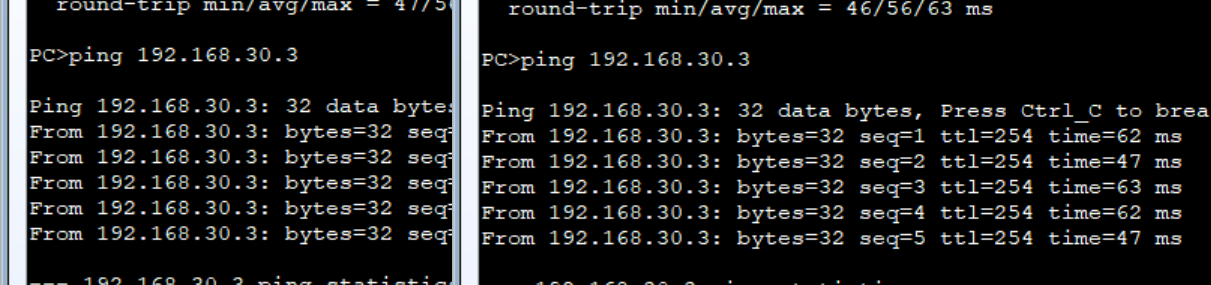 round-trip min/avg/max = 47/5
PC>ping 192.168.30.3
Ping 192.168.30.3: 32 data bytes
From 192.168.30.3: bytes=32 seq=
From 192.168.30.3: bytes=32 seq=
From 192.168.30.3: bytes=32 seq=
From 192.168.30.3: bytes=32 seq=
From 192.168.30.3: bytes=32 seq=
--- 192.168.30.3 ping statistics
round-trip min/avg/max = 46/56/63 ms
PC>ping 192.168.30.3
Ping 192.168.30.3: 32 data bytes, Press Ctrl_C to brea
From 192.168.30.3: bytes=32 seq=1 ttl=254 time=62 ms
From 192.168.30.3: bytes=32 seq=2 ttl=254 time=47 ms
From 192.168.30.3: bytes=32 seq=3 ttl=254 time=63 ms
From 192.168.30.3: bytes=32 seq=4 ttl=254 time=62 ms
From 192.168.30.3: bytes=32 seq=5 ttl=254 time=47 ms